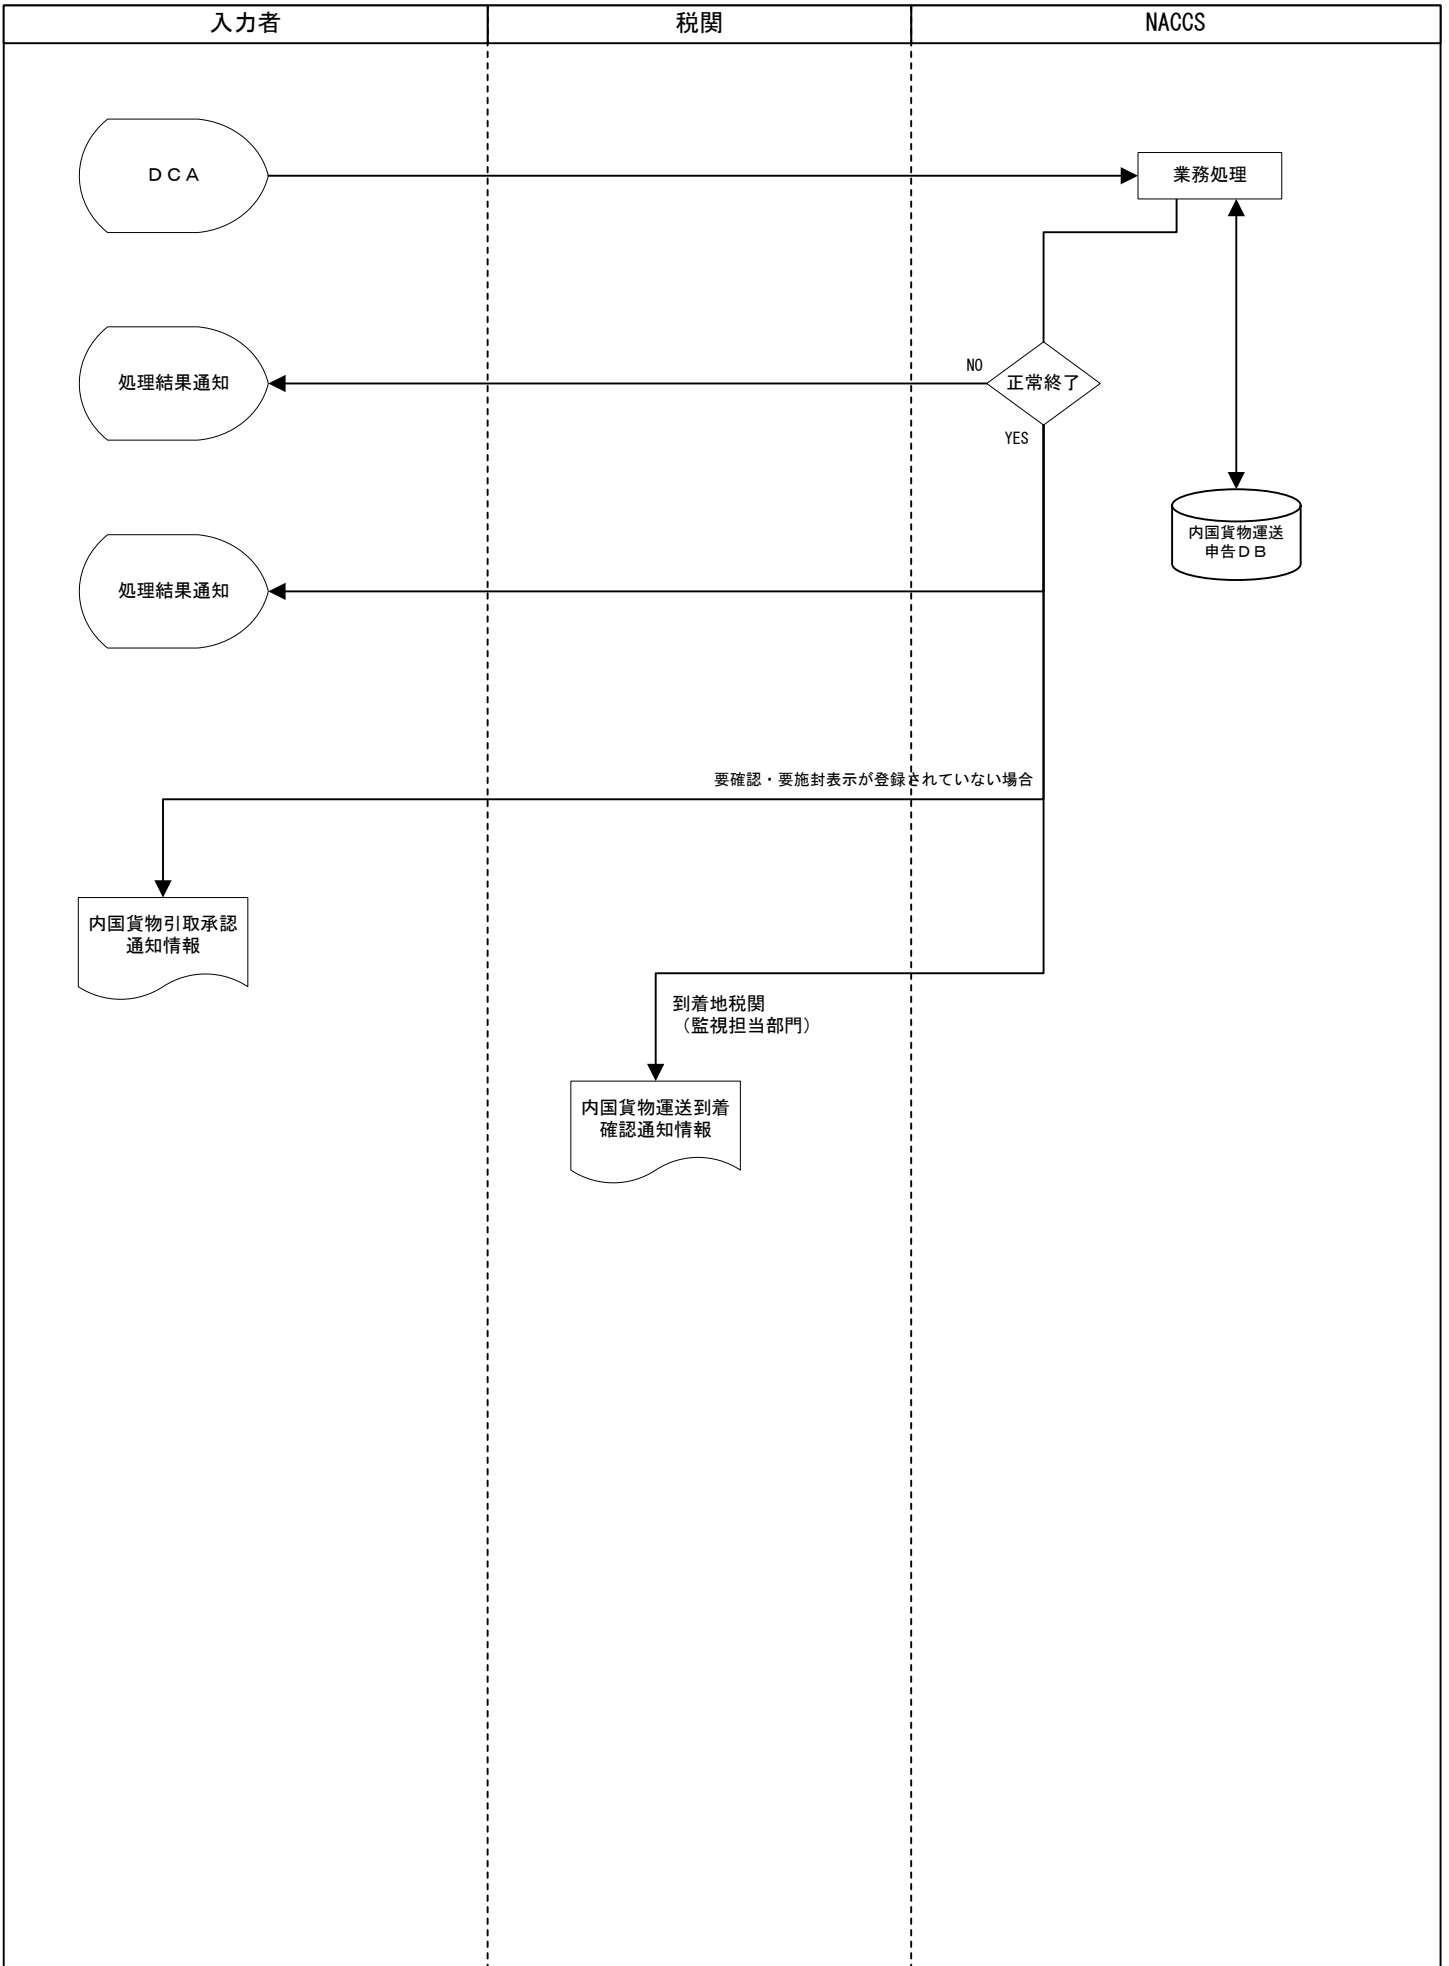 入力者
税関
NACCS
ＤＣＡ
業務処理
処理結果通知
NO
正常終了
YES
内国貨物運送
申告ＤＢ
処理結果通知
要確認・要施封表示が登録されていない場合
内国貨物引取承認
通知情報
到着地税関
（監視担当部門）
内国貨物運送到着
確認通知情報